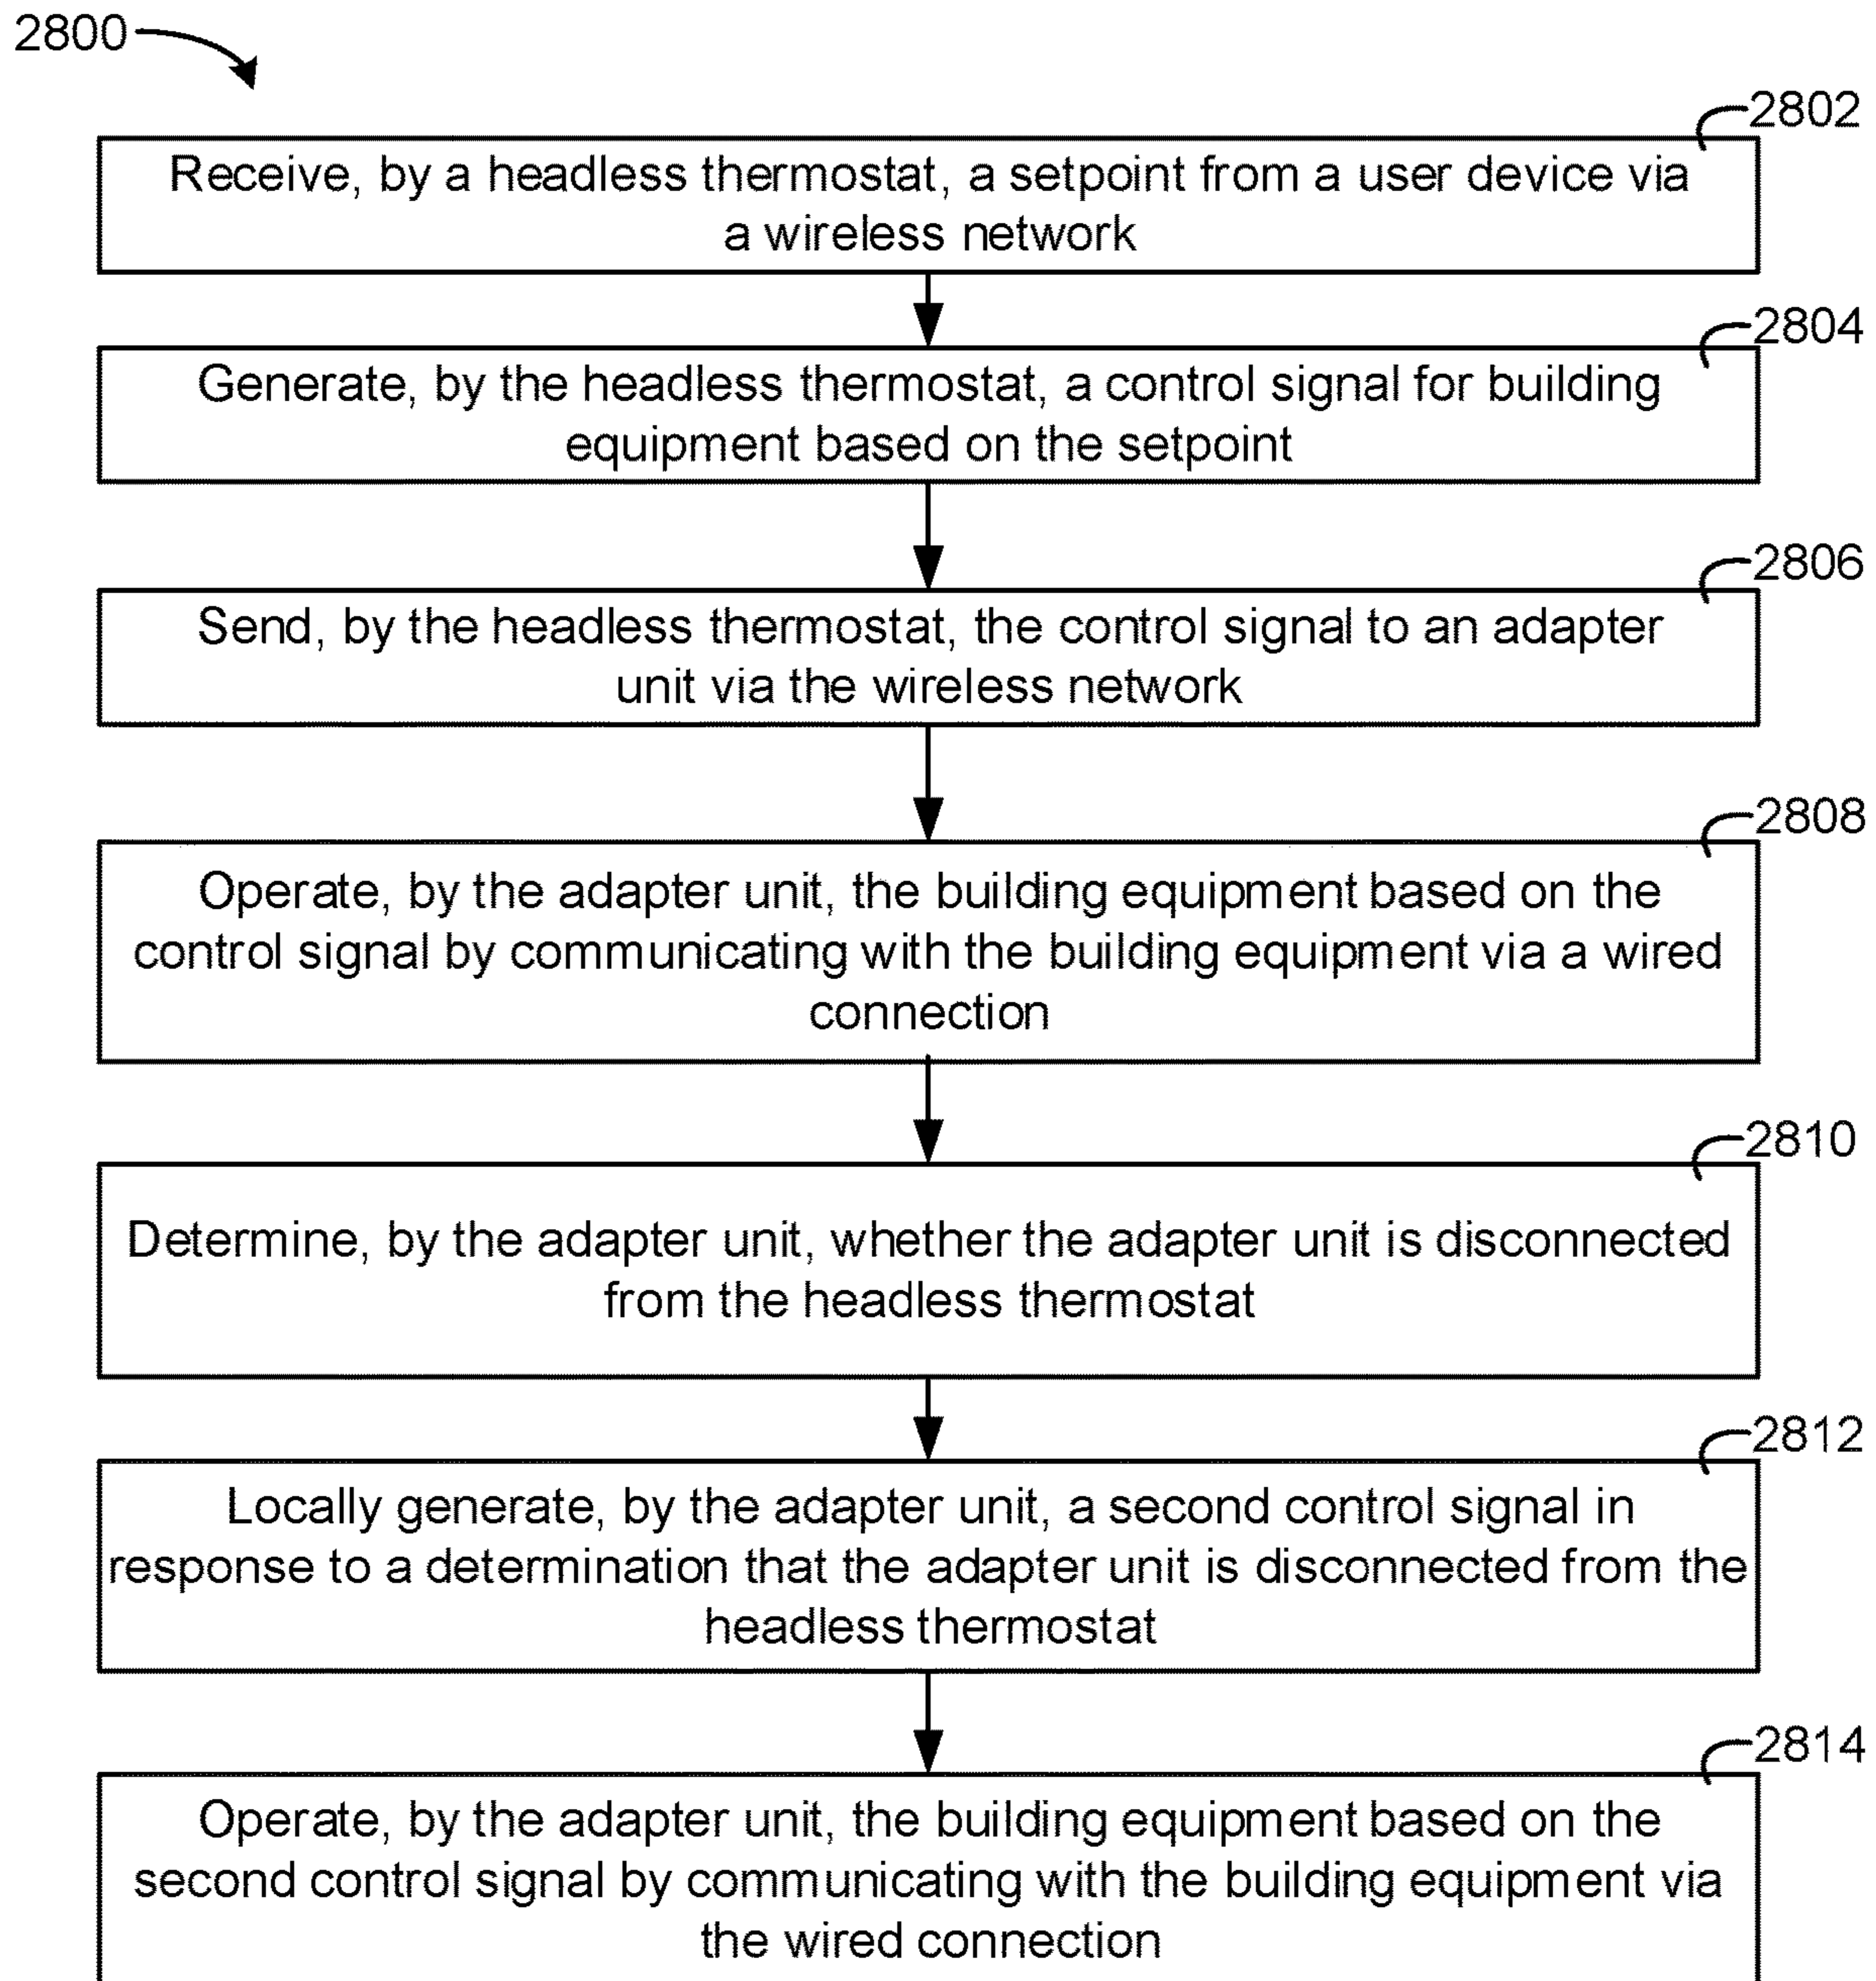 2800
2802
Receive, by a headless thermostat, a setpoint from a user device via
a wireless network
2804
Generate, by the headless thermostat, a control signal for building
equipment based on the setpoint
2806
Send, by the headless thermostat, the control signal to an adapter
unit via the wireless network
2808
Operate, by the adapter unit, the building equipment based on the
control signal by communicating with the building equipment via a wired
connection
2810
Determine, by the adapter unit, whether the adapter unit is disconnected
from the headless thermostat
2812
Locally generate, by the adapter unit, a second control signal in
response to a determination that the adapter unit is disconnected from the
headless thermostat
2814
Operate, by the adapter unit, the building equipment based on the
second control signal by communicating with the building equipment via
the wired connection